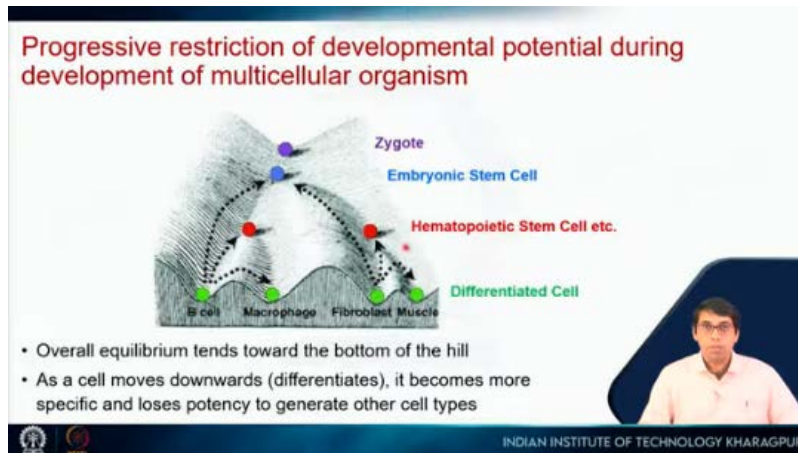 Progressive restriction of developmental potential during
development of multicellular organism
Zygote
Embryonic Stem Cell
Hematopoietic Stem Cell etc.
Differentiated Cell
B cell Macrophage Fibroblast Muscle
• Overall equilibrium tends toward the bottom of the hill
• As a cell moves downwards (differentiates), it becomes more
specific and loses potency to generate other cell types
INDIAN INSTITUTE OF TECHNOLOGY KHARAGPUR